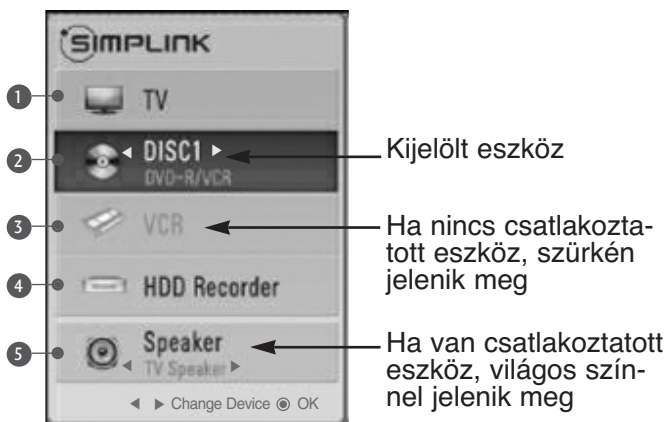 SIMPLINK
1 TV
2 DISC1
DVD-R/VCR
Kijelölt eszköz
3 VCR
Ha nincs csatlakozta-
tott eszköz, szürkén
jelenik meg
4 HDD Recorder
5 Speaker
TV Speaker
Ha van csatlakoztatott
eszköz, világos szín-
nel jelenik meg
◀ ▶ Change Device ◉ OK